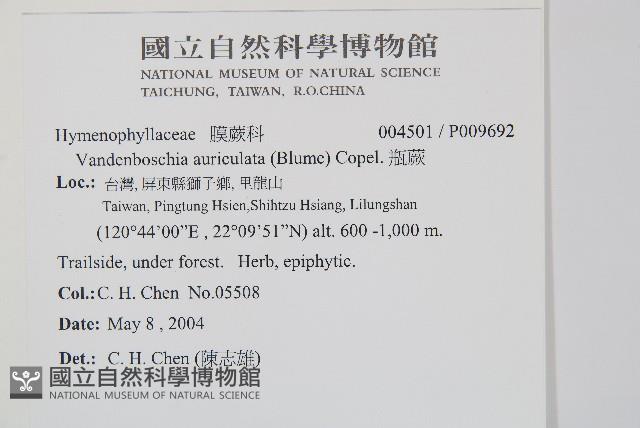 國立自然科學博物館
NATIONAL MUSEUM OF NATURAL SCIENCE
TAICHUNG, TAIWAN, R.O.CHINA
Hymenophyllaceae 膜蕨科 004501 / P009692
Vandenboschia auriculata (Blume) Copel. 瓶蕨
Loc.: 台灣, 屏東縣獅子鄉, 里龍山
Taiwan, Pingtung Hsien,Shihtzu Hsiang, Lilungshan
(120°44’00”E , 22°09’51”N) alt. 600 -1,000 m.
Trailside, under forest. Herb, epiphytic.
Col.: C. H. Chen No.05508
Date: May 8 , 2004
Det.: C. H. Chen (陳志雄)
國立自然科學博物館
NATIONAL MUSEUM OF NATURAL SCIENCE